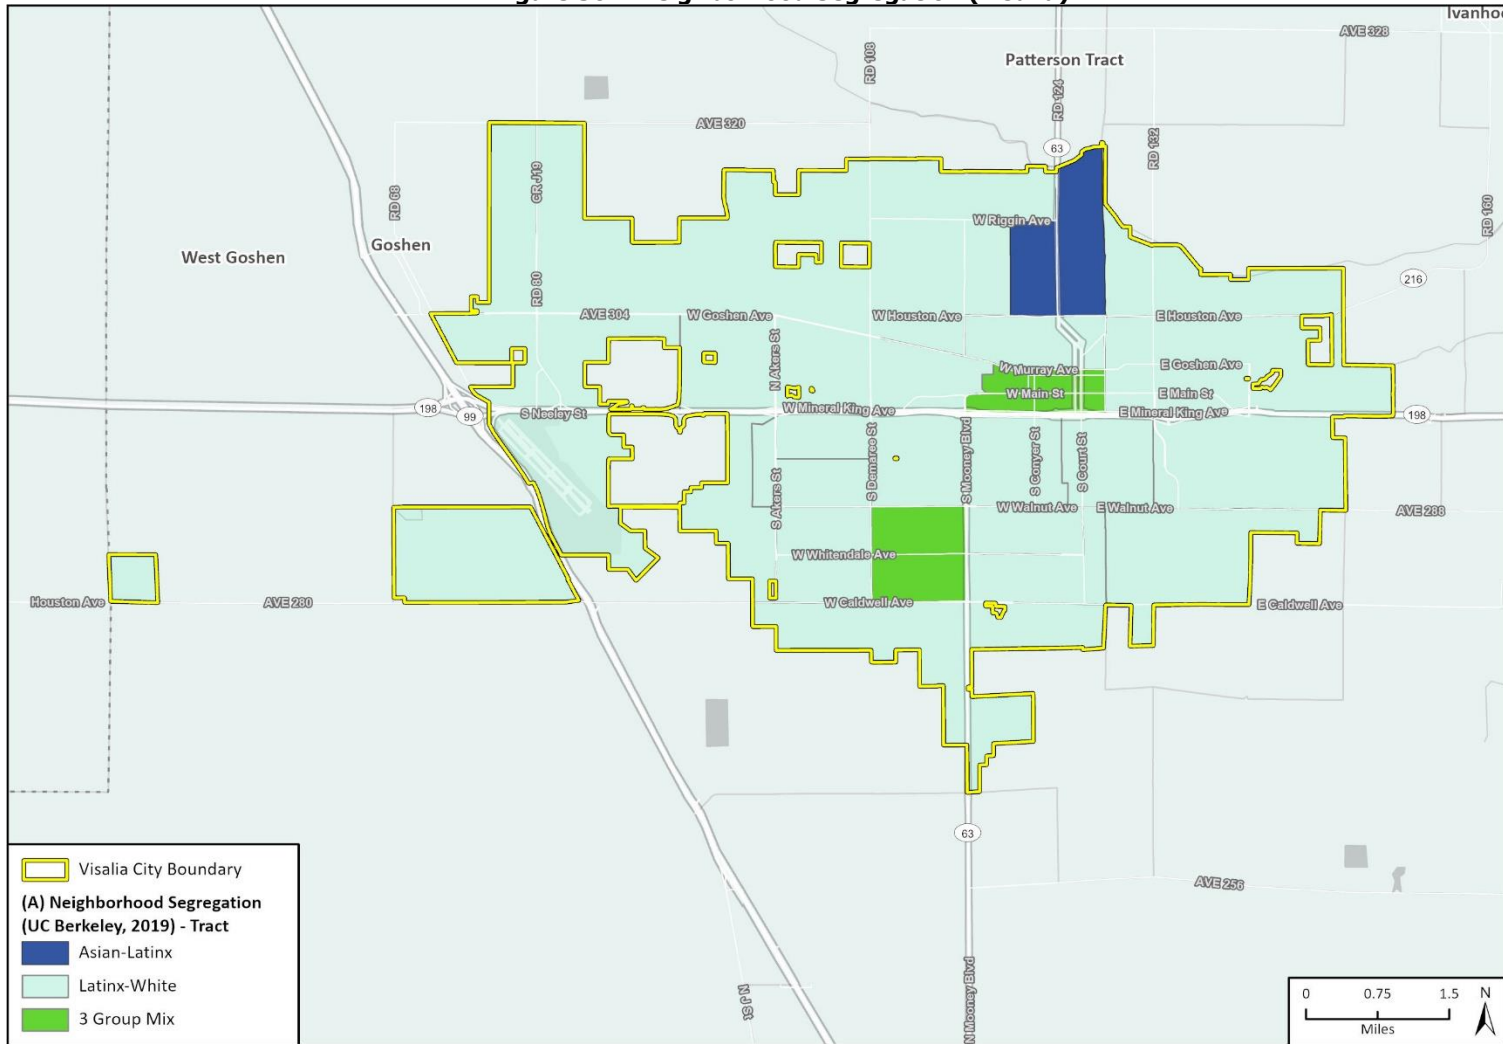 Ivanhoe
AVE 328
RD 108
Patterson Tract
RD 124
AVE 320
63
RD 132
CR J19
RD 68
RD 160
W Riggin Ave
West Goshen
Goshen
216
RD 80
AVE 304
W Goshen Ave
W Houston Ave
E Houston Ave
N Akers St
W Murray Ave
E Goshen Ave
W Main St
E Main St
198
99
S Neeley St
W Mineral King Ave
E Mineral King Ave
198
S Demaree St
S Mooney Blvd
S Conyer St
S Court St
S Akers St
W Walnut Ave
E Walnut Ave
AVE 288
W Whitendale Ave
Houston Ave
AVE 280
W Caldwell Ave
E Caldwell Ave
63
AVE 256
N J St
N Mooney Blvd
Visalia City Boundary
(A) Neighborhood Segregation
(UC Berkeley, 2019) - Tract
Asian-Latinx
Latinx-White
3 Group Mix
0 0.75 1.5
Miles
N